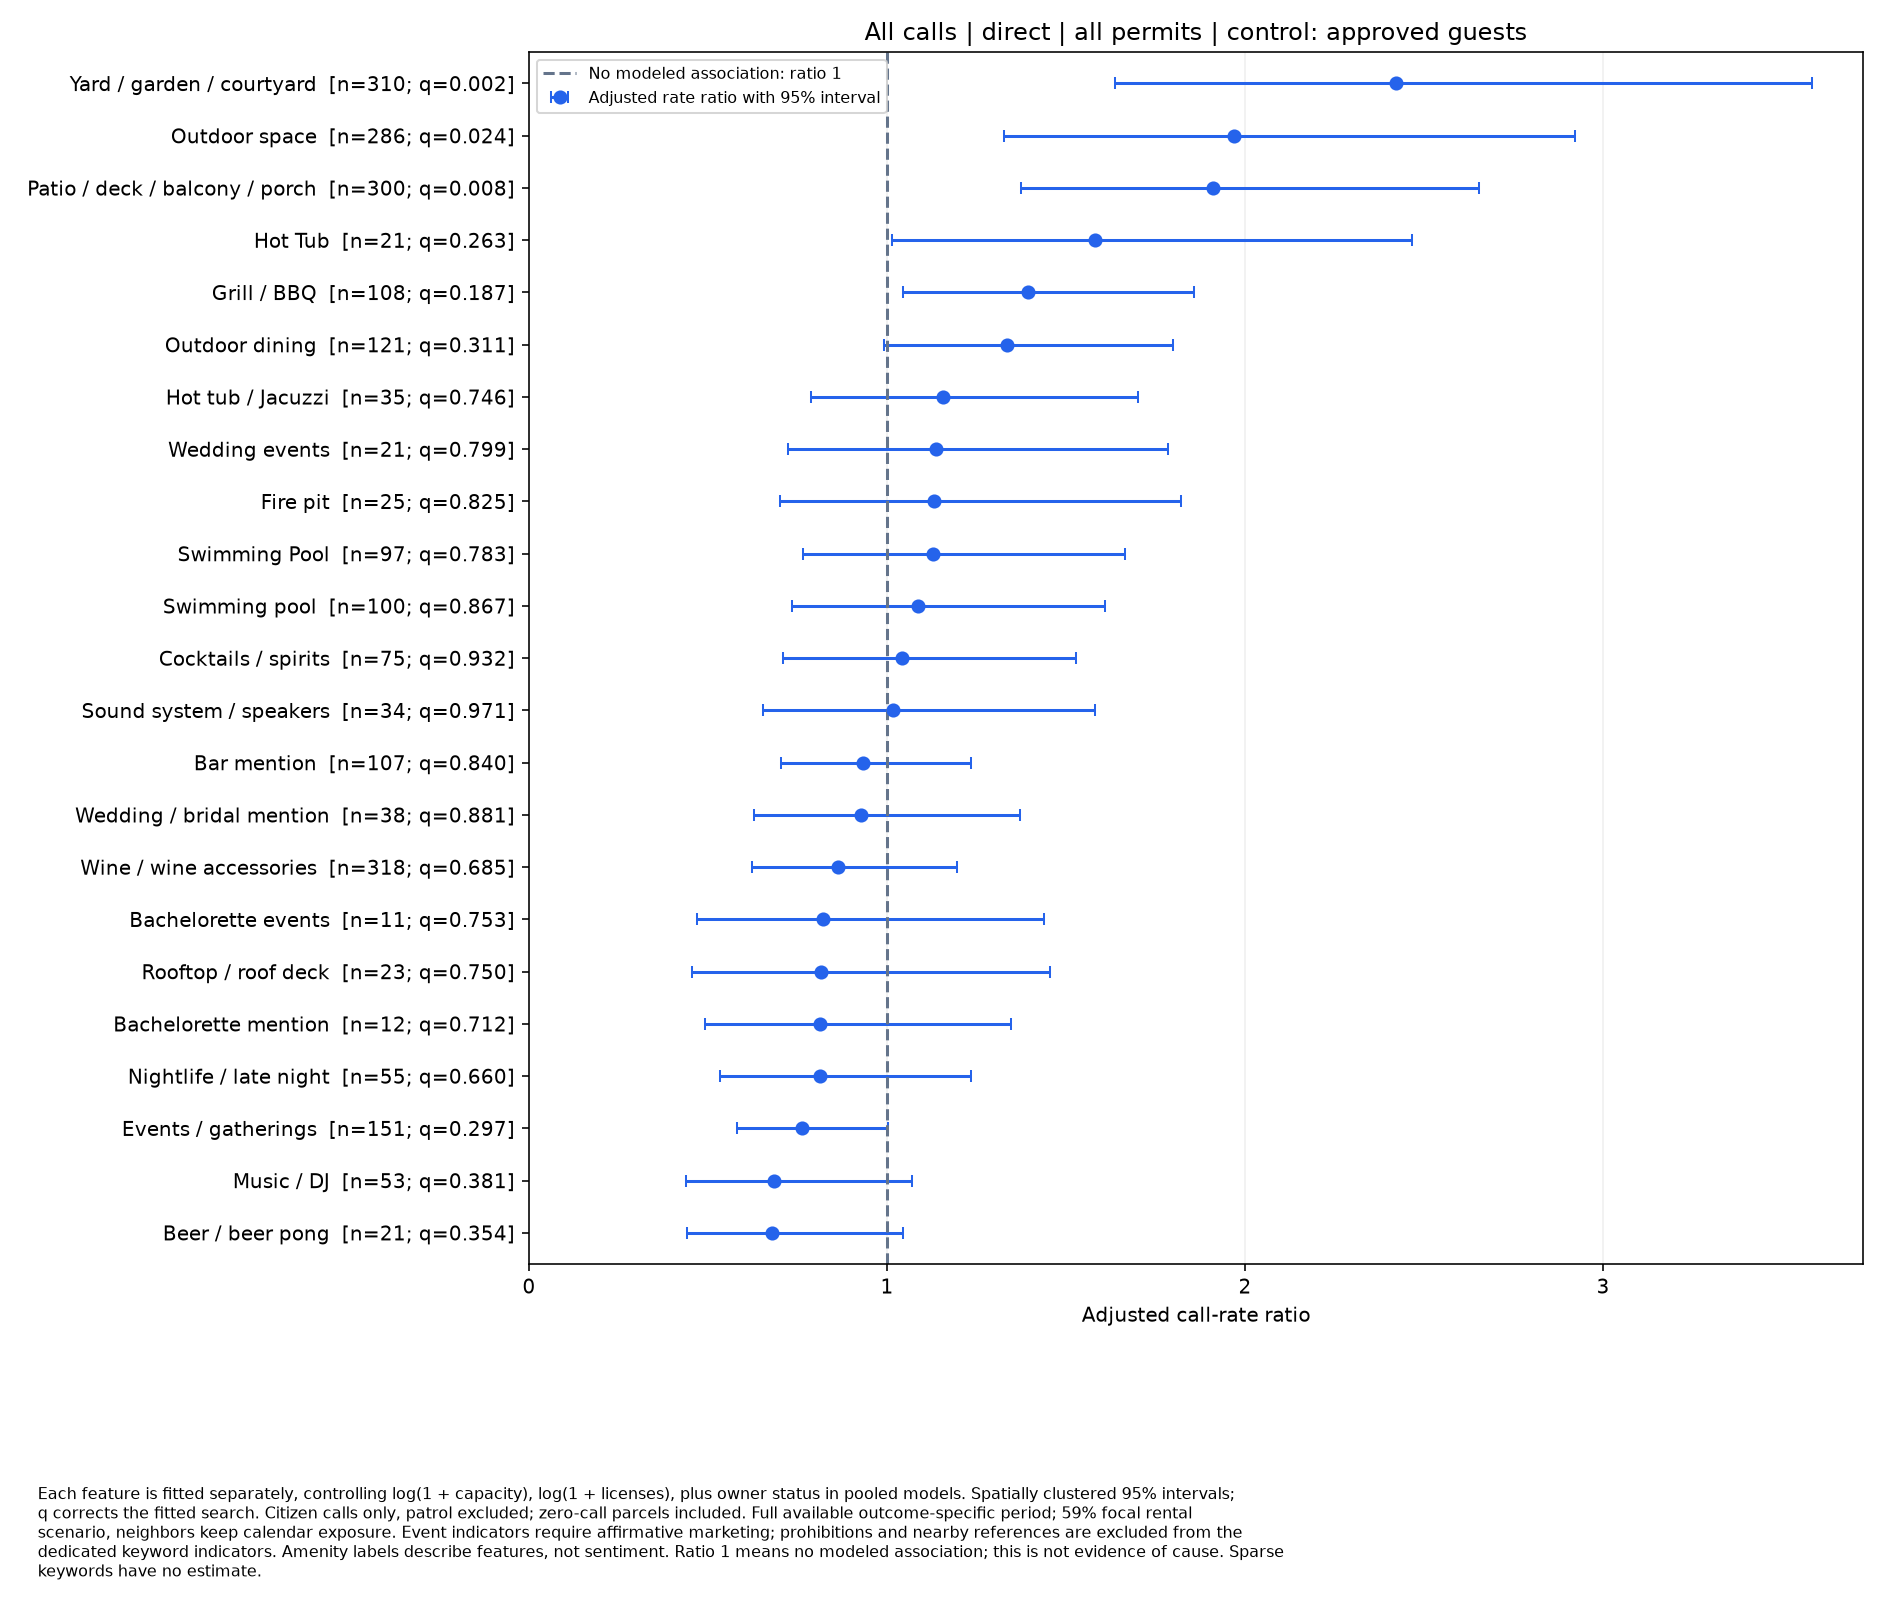 All calls | direct | all permits | control: approved guests
No modeled association: ratio 1
Adjusted rate ratio with 95% interval
Yard / garden / courtyard [n=310; q=0.002]
Outdoor space [n=286; q=0.024]
Patio / deck / balcony / porch [n=300; q=0.008]
Hot Tub [n=21; q=0.263]
Grill / BBQ [n=108; q=0.187]
Outdoor dining [n=121; q=0.311]
Hot tub / Jacuzzi [n=35; q=0.746]
Wedding events [n=21; q=0.799]
Fire pit [n=25; q=0.825]
Swimming Pool [n=97; q=0.783]
Swimming pool [n=100; q=0.867]
Cocktails / spirits [n=75; q=0.932]
Sound system / speakers [n=34; q=0.971]
Bar mention [n=107; q=0.840]
Wedding / bridal mention [n=38; q=0.881]
Wine / wine accessories [n=318; q=0.685]
Bachelorette events [n=11; q=0.753]
Rooftop / roof deck [n=23; q=0.750]
Bachelorette mention [n=12; q=0.712]
Nightlife / late night [n=55; q=0.660]
Events / gatherings [n=151; q=0.297]
Music / DJ [n=53; q=0.381]
Beer / beer pong [n=21; q=0.354]
0 1 2 3
Adjusted call-rate ratio
Each feature is fitted separately, controlling log(1 + capacity), log(1 + licenses), plus owner status in pooled models. Spatially clustered 95% intervals;
q corrects the fitted search. Citizen calls only, patrol excluded; zero-call parcels included. Full available outcome-specific period; 59% focal rental
scenario, neighbors keep calendar exposure. Event indicators require affirmative marketing; prohibitions and nearby references are excluded from the
dedicated keyword indicators. Amenity labels describe features, not sentiment. Ratio 1 means no modeled association; this is not evidence of cause. Sparse
keywords have no estimate.